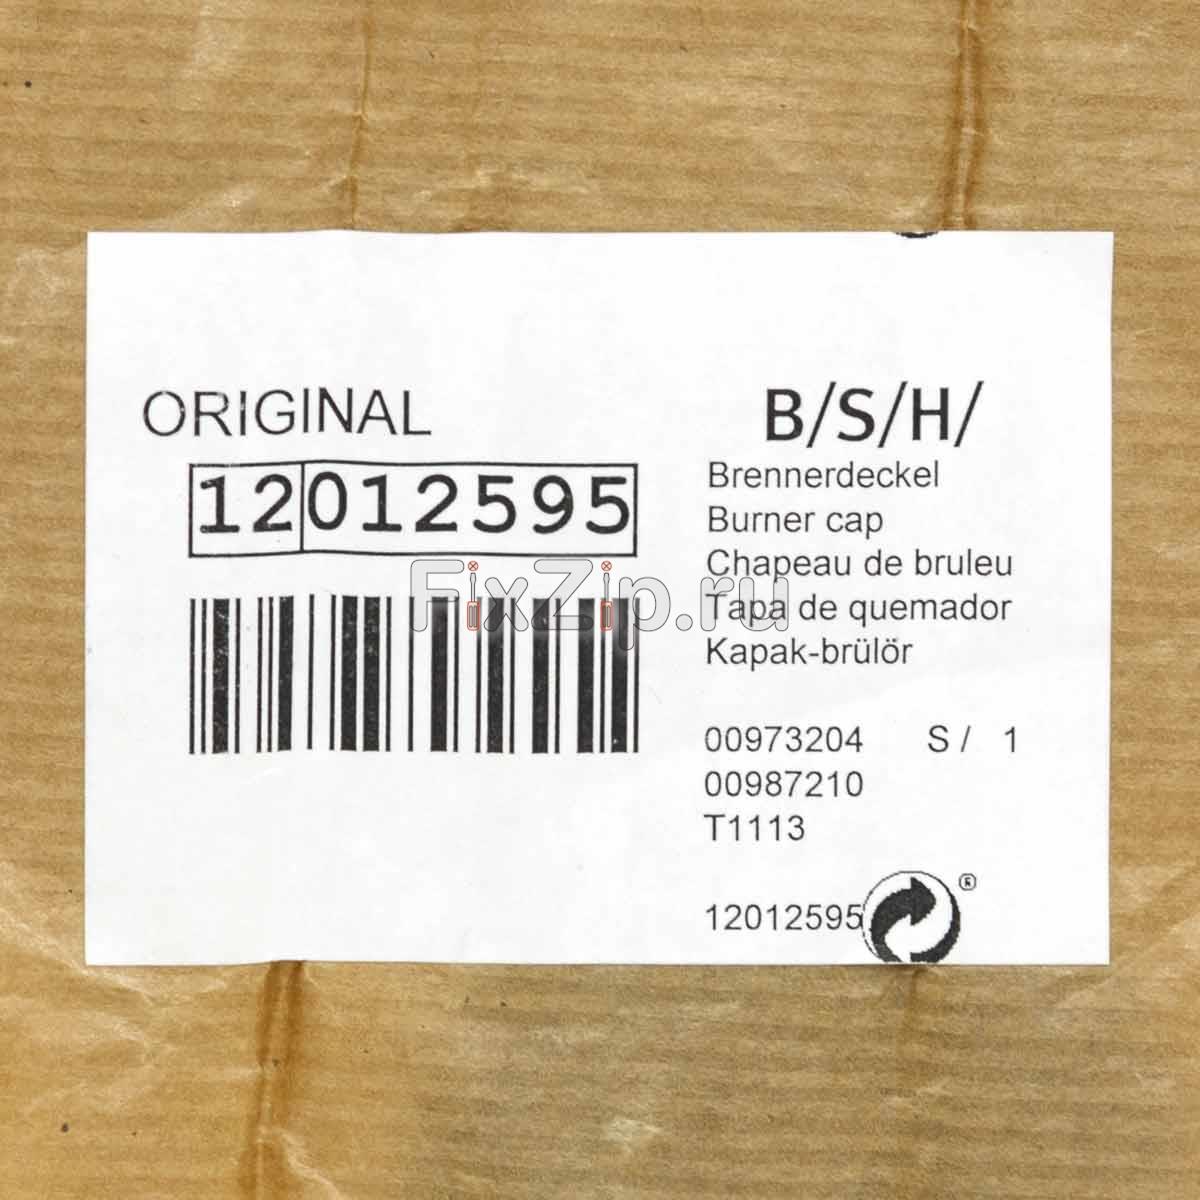 ORIGINAL
12012595
B/S/H/
Brennerdeckel
Burner cap
Chapeau de bruleu
Tapa de quemador
Kapak-brülör
00973204 S / 1
00987210
T1113
12012595
®
FixZip.ru